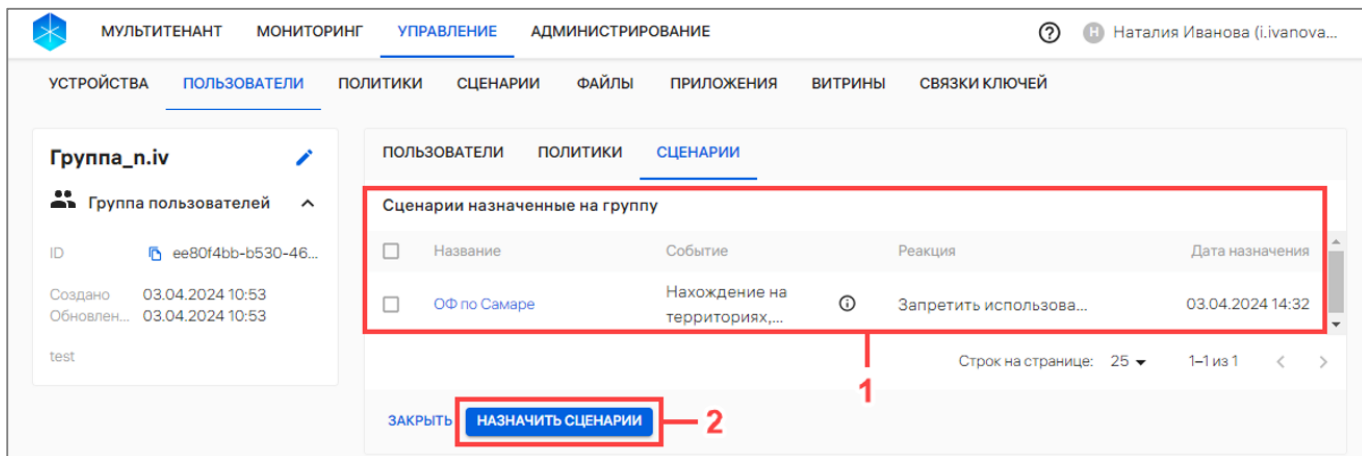 МУЛЬТИТЕНАНТ МОНИТОРИНГ УПРАВЛЕНИЕ АДМИНИСТРИРОВАНИЕ ? Н Наталия Иванова (i.ivanova...
УСТРОЙСТВА ПОЛЬЗОВАТЕЛИ ПОЛИТИКИ СЦЕНАРИИ ФАЙЛЫ ПРИЛОЖЕНИЯ ВИТРИНЫ СВЯЗКИ КЛЮЧЕЙ
Группа_n.iv
Группа пользователей
ID ee80f4bb-b530-46...
Создано 03.04.2024 10:53
Обновлен... 03.04.2024 10:53
test
ПОЛЬЗОВАТЕЛИ ПОЛИТИКИ СЦЕНАРИИ
Сценарии назначенные на группу
Название Событие Реакция Дата назначения
ОФ по Самаре Нахождение на территориях,... Запретить использова... 03.04.2024 14:32
Строк на странице: 25 1–1 из 1
1
ЗАКРЫТЬ НАЗНАЧИТЬ СЦЕНАРИИ 2